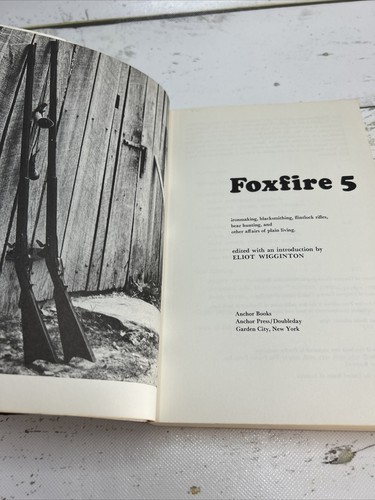 Foxfire 5
ironmaking, blacksmithing, flintlock rifles,
bear hunting, and
other affairs of plain living.
edited with an introduction by
ELIOT WIGGINTON
Anchor Books
Anchor Press/Doubleday
Garden City, New York